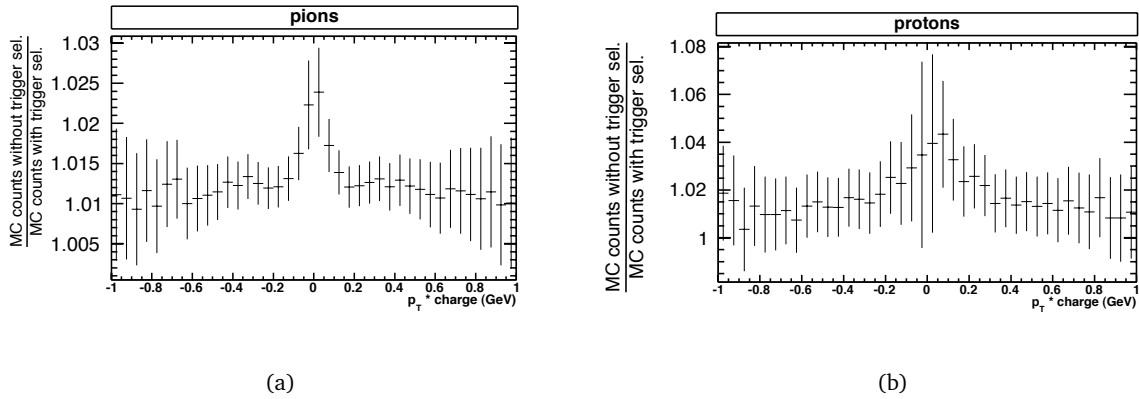 pions
MC counts without trigger sel.
MC counts with trigger sel.
1.03
1.025
1.02
1.015
1.01
1.005
-1 -0.8 -0.6 -0.4 -0.2 0 0.2 0.4 0.6 0.8 1
p_T * charge (GeV)
(a)
protons
MC counts without trigger sel.
MC counts with trigger sel.
1.08
1.06
1.04
1.02
1
-1 -0.8 -0.6 -0.4 -0.2 0 0.2 0.4 0.6 0.8 1
p_T * charge (GeV)
(b)